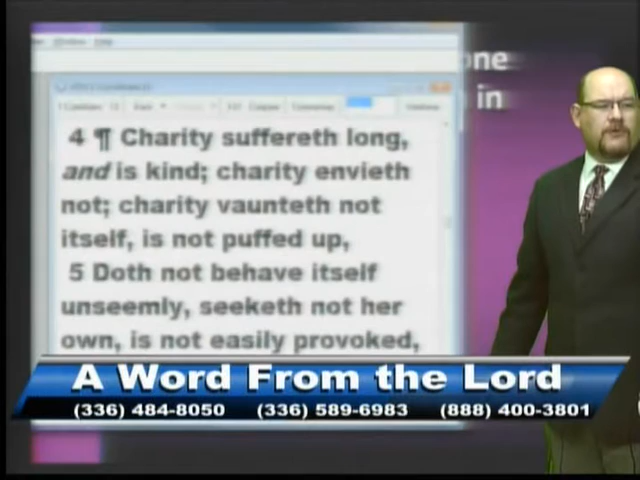 one
in
4 ¶ Charity suffereth long,
and is kind; charity envieth
not; charity vaunteth not
itself, is not puffed up,
5 Doth not behave itself
unseemly, seeketh not her
own, is not easily provoked,
A Word From the Lord
(336) 484-8050 (336) 589-6983 (888) 400-3801